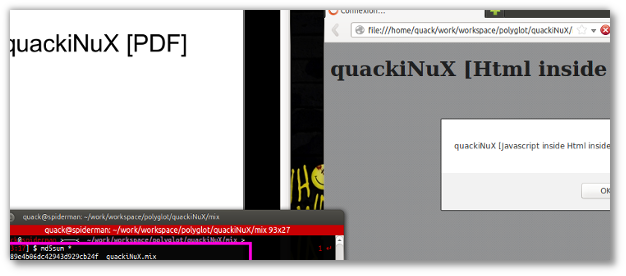 quackiNuX [PDF]
Connexion...
file:///home/quack/work/workspace/polyglot/quackiNuX/
quackiNuX [Html inside
quackiNuX [Javascript inside Html inside
OK
quack@spiderman: ~/work/workspace/polyglot/quackiNuX/mix
quack@spiderman: ~/work/workspace/polyglot/quackiNuX/mix 93x27
~/work/workspace/polyglot/quackiNuX/mix >
$ md5sum *
89e4b06dc42943d929cb24f quackiNuX.mix